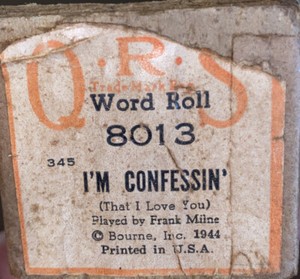 Q·R·S
Trade Mark Reg.
Word Roll
8013
345
I'M CONFESSIN'
(That I Love You)
Played by Frank Milne
© Bourne, Inc. 1944
Printed in U.S.A.